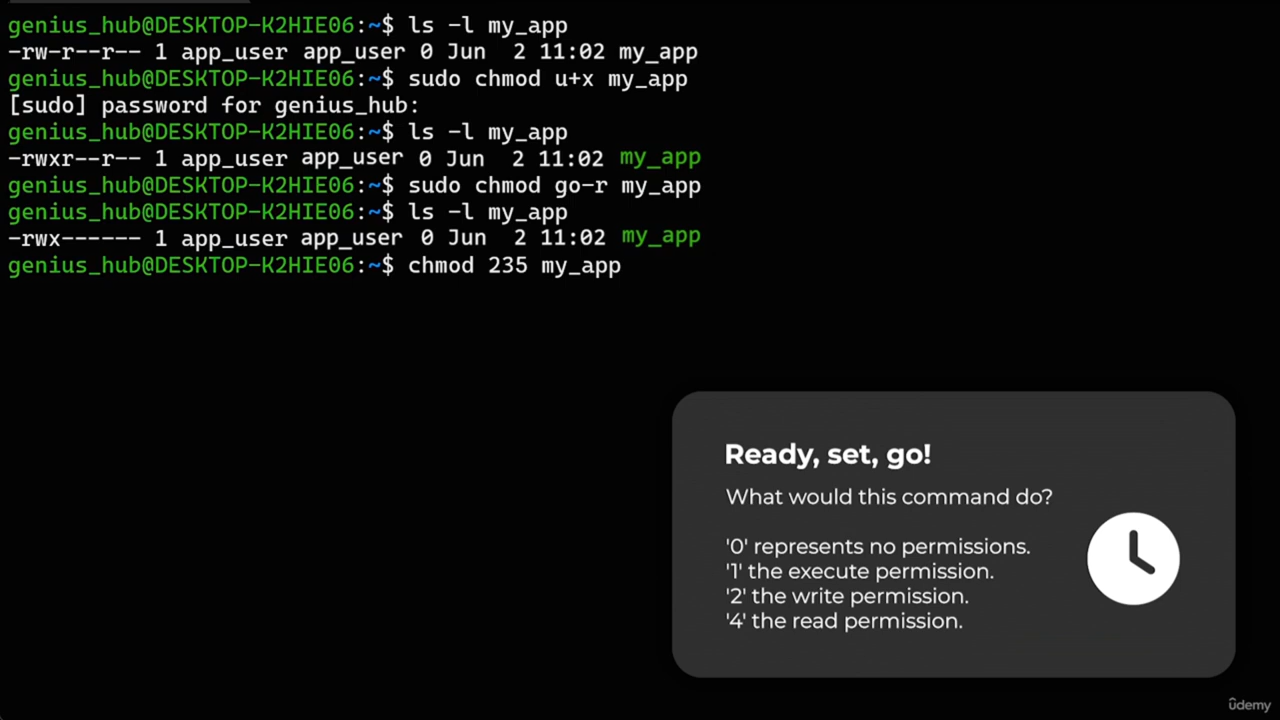 genius_hub@DESKTOP-K2HIE06:~$ ls -l my_app
-rw-r--r-- 1 app_user app_user 0 Jun  2 11:02 my_app
genius_hub@DESKTOP-K2HIE06:~$ sudo chmod u+x my_app
[sudo] password for genius_hub:
genius_hub@DESKTOP-K2HIE06:~$ ls -l my_app
-rwxr--r-- 1 app_user app_user 0 Jun  2 11:02 my_app
genius_hub@DESKTOP-K2HIE06:~$ sudo chmod go-r my_app
genius_hub@DESKTOP-K2HIE06:~$ ls -l my_app
-rwx------ 1 app_user app_user 0 Jun  2 11:02 my_app
genius_hub@DESKTOP-K2HIE06:~$ chmod 235 my_app
Ready, set, go!
What would this command do?
'0' represents no permissions.
'1' the execute permission.
'2' the write permission.
'4' the read permission.
ûdemy